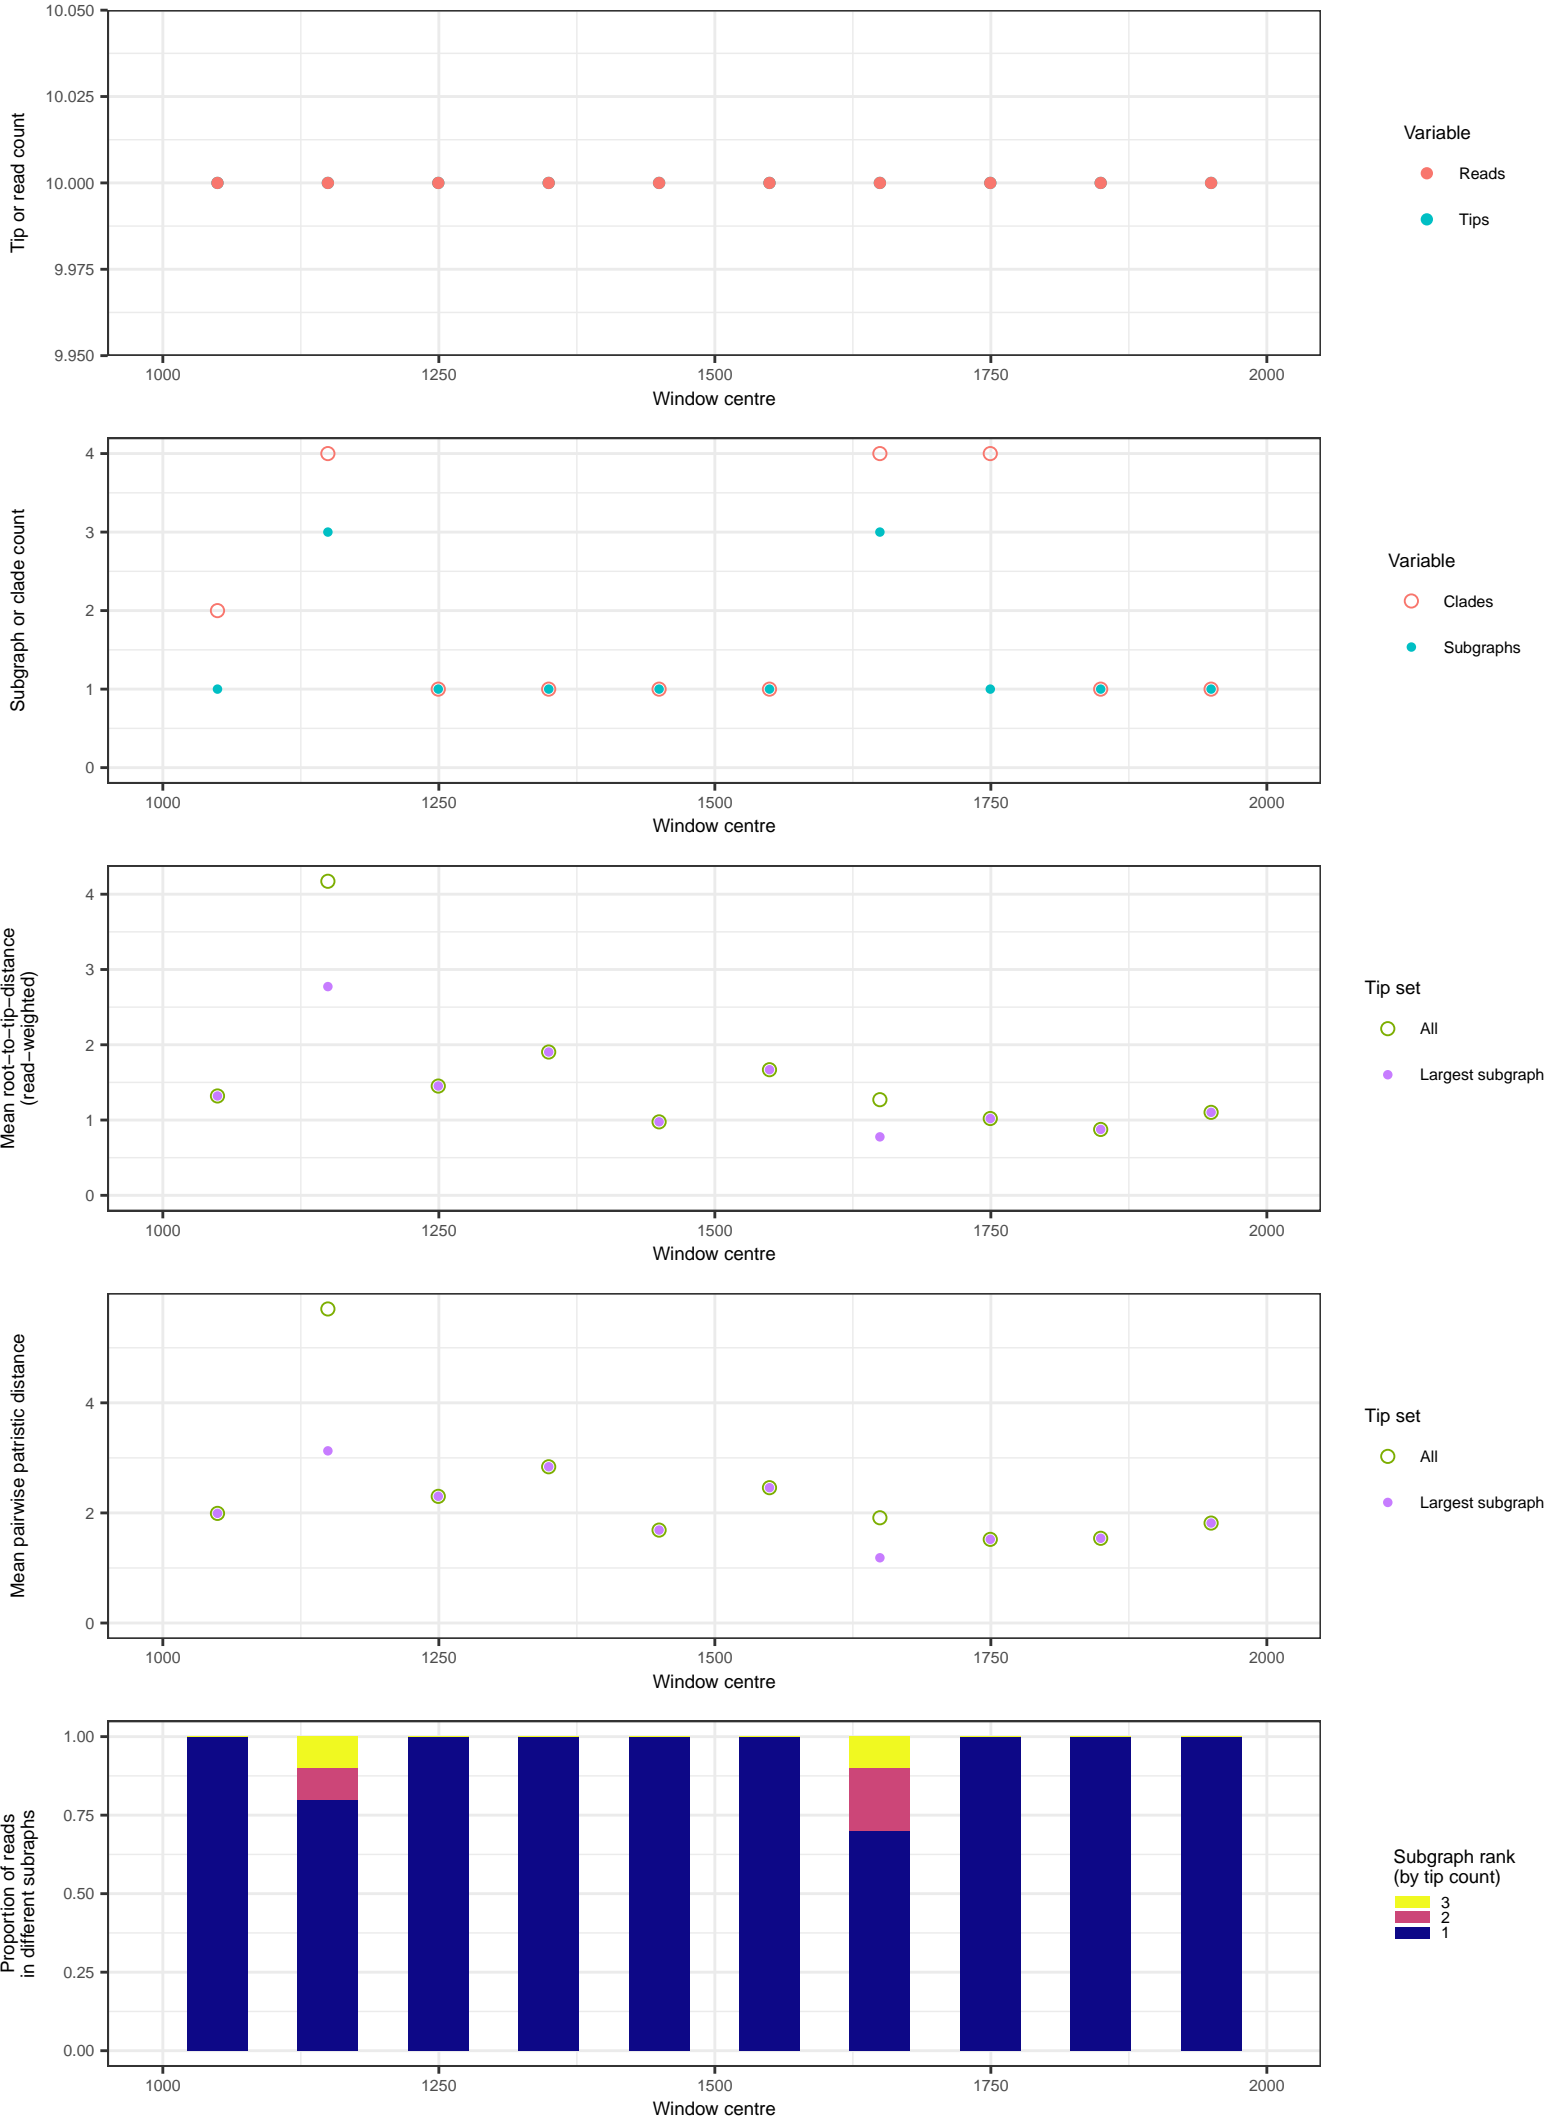 10.050
10.025
10.000
9.975
9.950
Tip or read count
1000 1250 1500 1750 2000
Window centre
Variable
Reads
Tips
4
3
2
1
0
Subgraph or clade count
1000 1250 1500 1750 2000
Window centre
Variable
Clades
Subgraphs
4
3
2
1
0
Mean root−to−tip−distance
(read−weighted)
1000 1250 1500 1750 2000
Window centre
Tip set
All
Largest subgraph
4
2
0
Mean pairwise patristic distance
1000 1250 1500 1750 2000
Window centre
Tip set
All
Largest subgraph
1.00
0.75
0.50
0.25
0.00
Proportion of reads
in different subraphs
1000 1250 1500 1750 2000
Window centre
Subgraph rank
(by tip count)
3
2
1